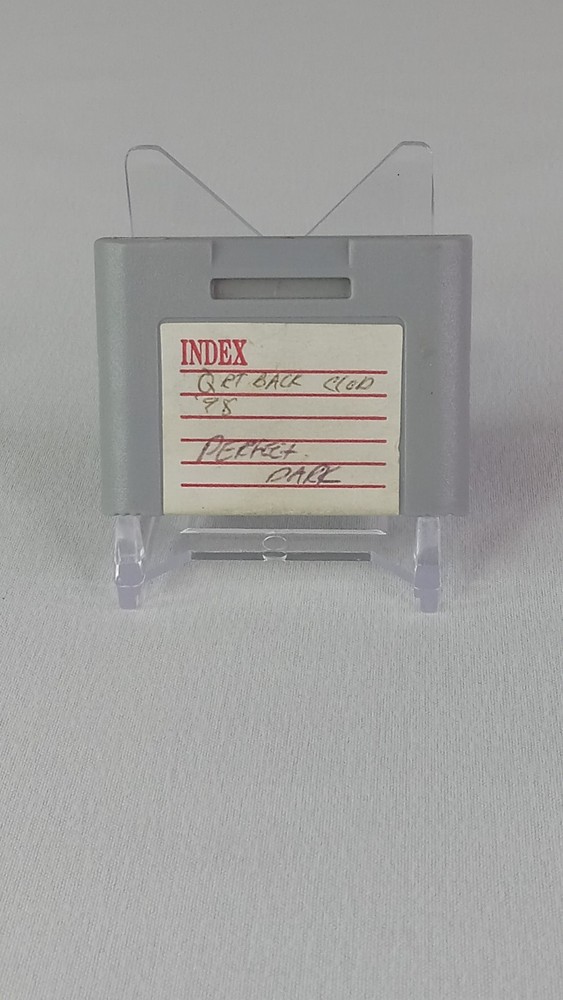 INDEX
QRT. BACK CLUB
'98
PERFECT.
DARK